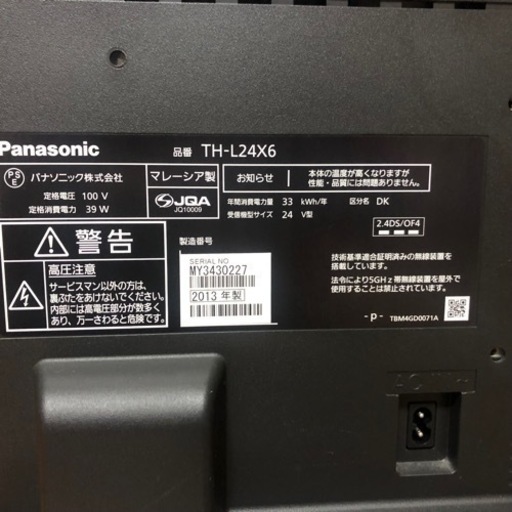 Panasonic
品番 TH-L24X6
PS
E
パナソニック株式会社
マレーシア製
お知らせ
本体の温度が高くなりますが
性能・品質には問題ありません。
定格電圧 100 V
定格消費電力 39 W
JQA
JQ10009
年間消費電力量 33 kWh/年 区分名 DK
受信機型サイズ 24 V型
2.4DS/OF4
警告
高圧注意
サービスマン以外の方は、
裏ぶたをあけないでください。
内部には高電圧部分が数多く
あり、万一さわると危険です。
製造番号
SERIAL NO
MY3430227
2013 年製
技術基準適合証明済みの無線装置を
内蔵しています。
法令により5GHz帯無線装置を屋外で
使用することは禁止されています。
- p -
TBM4GD0071A